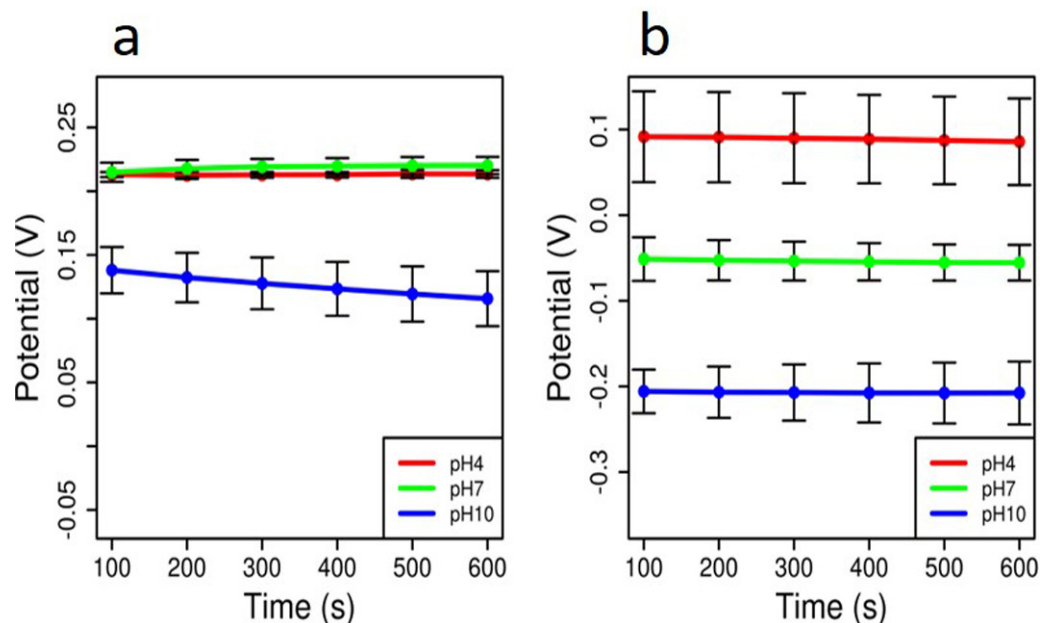 a
Potential (V)
0.25
0.15
0.05
-0.05
pH4
pH7
pH10
100 200 300 400 500 600
Time (s)
b
Potential (V)
0.1
0.0
-0.1
-0.2
-0.3
pH4
pH7
pH10
100 200 300 400 500 600
Time (s)